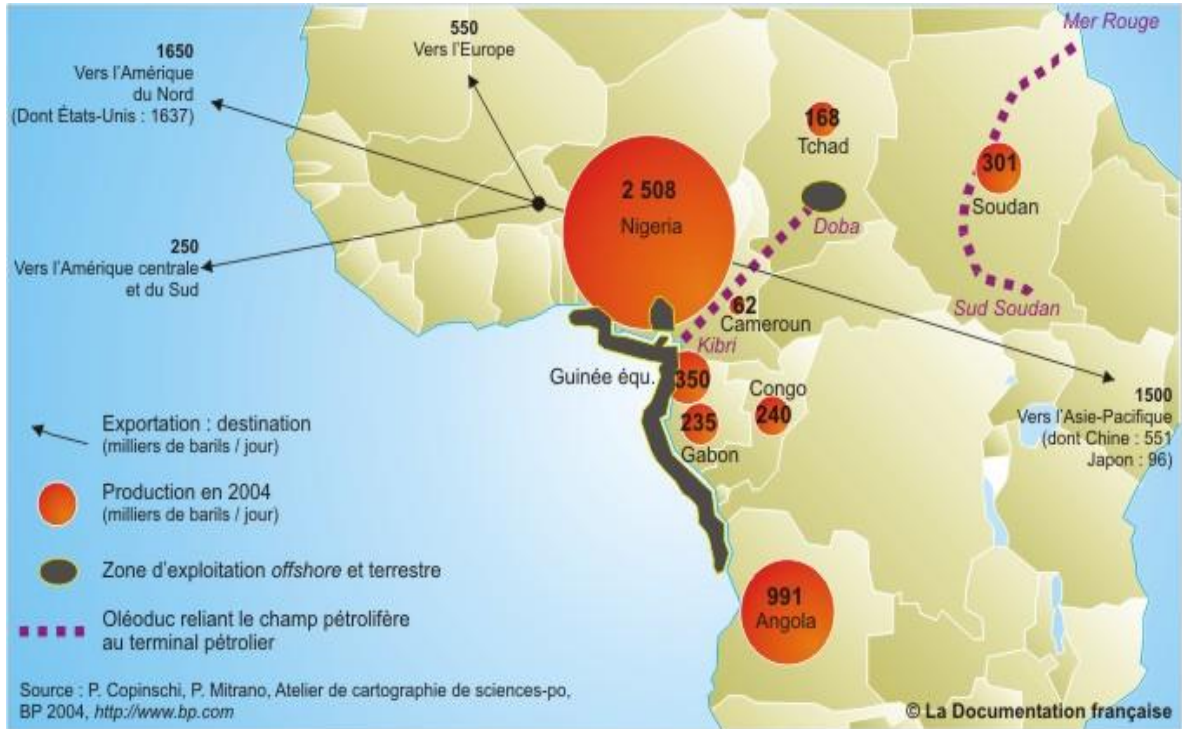 Mer Rouge
1650
Vers l'Amérique
du Nord
(Dont États-Unis : 1637)
550
Vers l'Europe
168
Tchad
301
Soudan
2 508
Nigeria
Doba
250
Vers l'Amérique centrale
et du Sud
Sud Soudan
62
Cameroun
Kibri
Guinée équ.
350
Congo
240
235
Gabon
1500
Vers l'Asie-Pacifique
(dont Chine : 551
Japon : 96)
Exportation : destination
(milliers de barils / jour)
Production en 2004
(milliers de barils / jour)
Zone d'exploitation offshore et terrestre
991
Angola
Oléoduc reliant le champ pétrolifère
au terminal pétrolier
Source : P. Copinschi, P. Mitrano, Atelier de cartographie de sciences-po,
BP 2004, http://www.bp.com
© La Documentation française